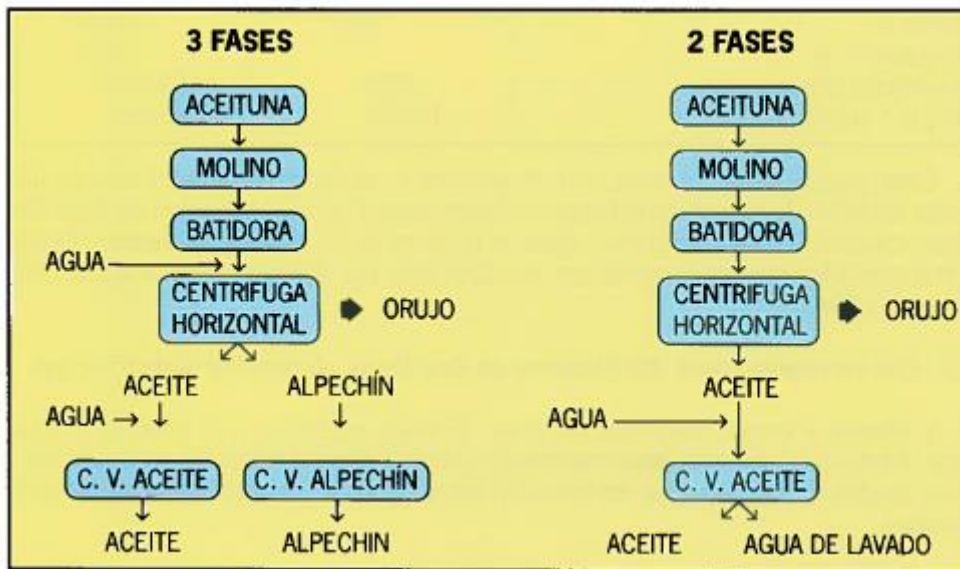 3 FASES
ACEITUNA
MOLINO
BATIDORA
AGUA
CENTRIFUGA
HORIZONTAL
ORUJO
ACEITE
ALPECHÍN
AGUA
C. V. ACEITE
C. V. ALPECHÍN
ACEITE
ALPECHIN
2 FASES
ACEITUNA
MOLINO
BATIDORA
CENTRIFUGA
HORIZONTAL
ORUJO
ACEITE
AGUA
C. V. ACEITE
ACEITE
AGUA DE LAVADO